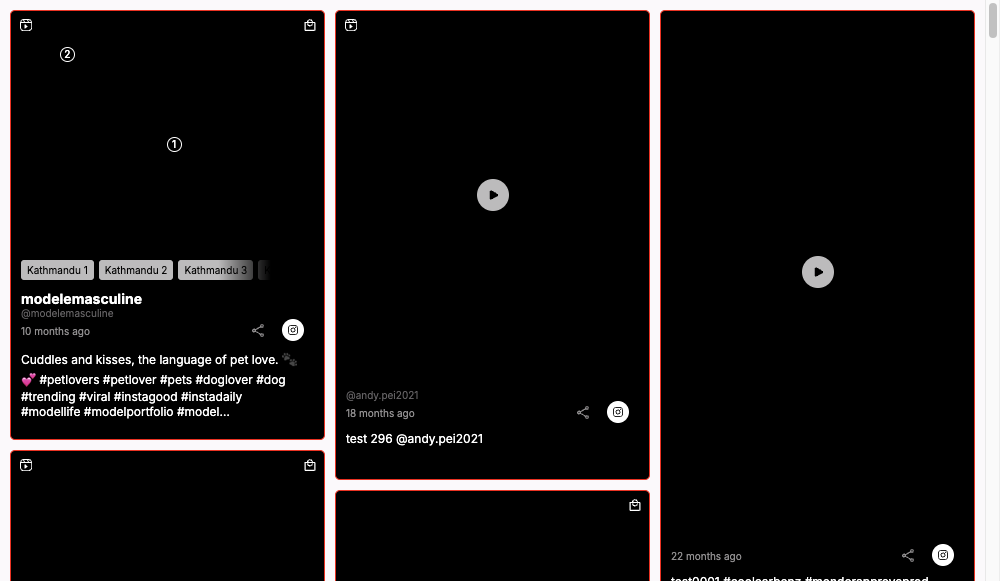 2
1
Kathmandu 1
Kathmandu 2
Kathmandu 3
modelemasculine
@modelemasculine
10 months ago
Cuddles and kisses, the language of pet love. 🐾
💕 #petlovers #petlover #pets #doglover #dog
#trending #viral #instagood #instadaily
#modellife #modelportfolio #model...
@andy.pei2021
18 months ago
test 296 @andy.pei2021
22 months ago